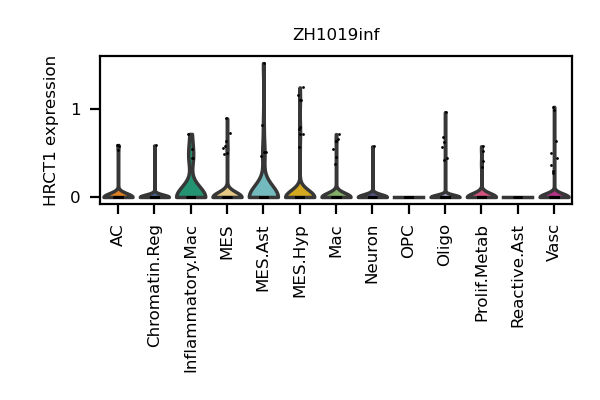 ZH1019inf
HRCT1 expression
1
0
AC
Chromatin.Reg
Inflammatory.Mac
MES
MES.Ast
MES.Hyp
Mac
Neuron
OPC
Oligo
Prolif.Metab
Reactive.Ast
Vasc